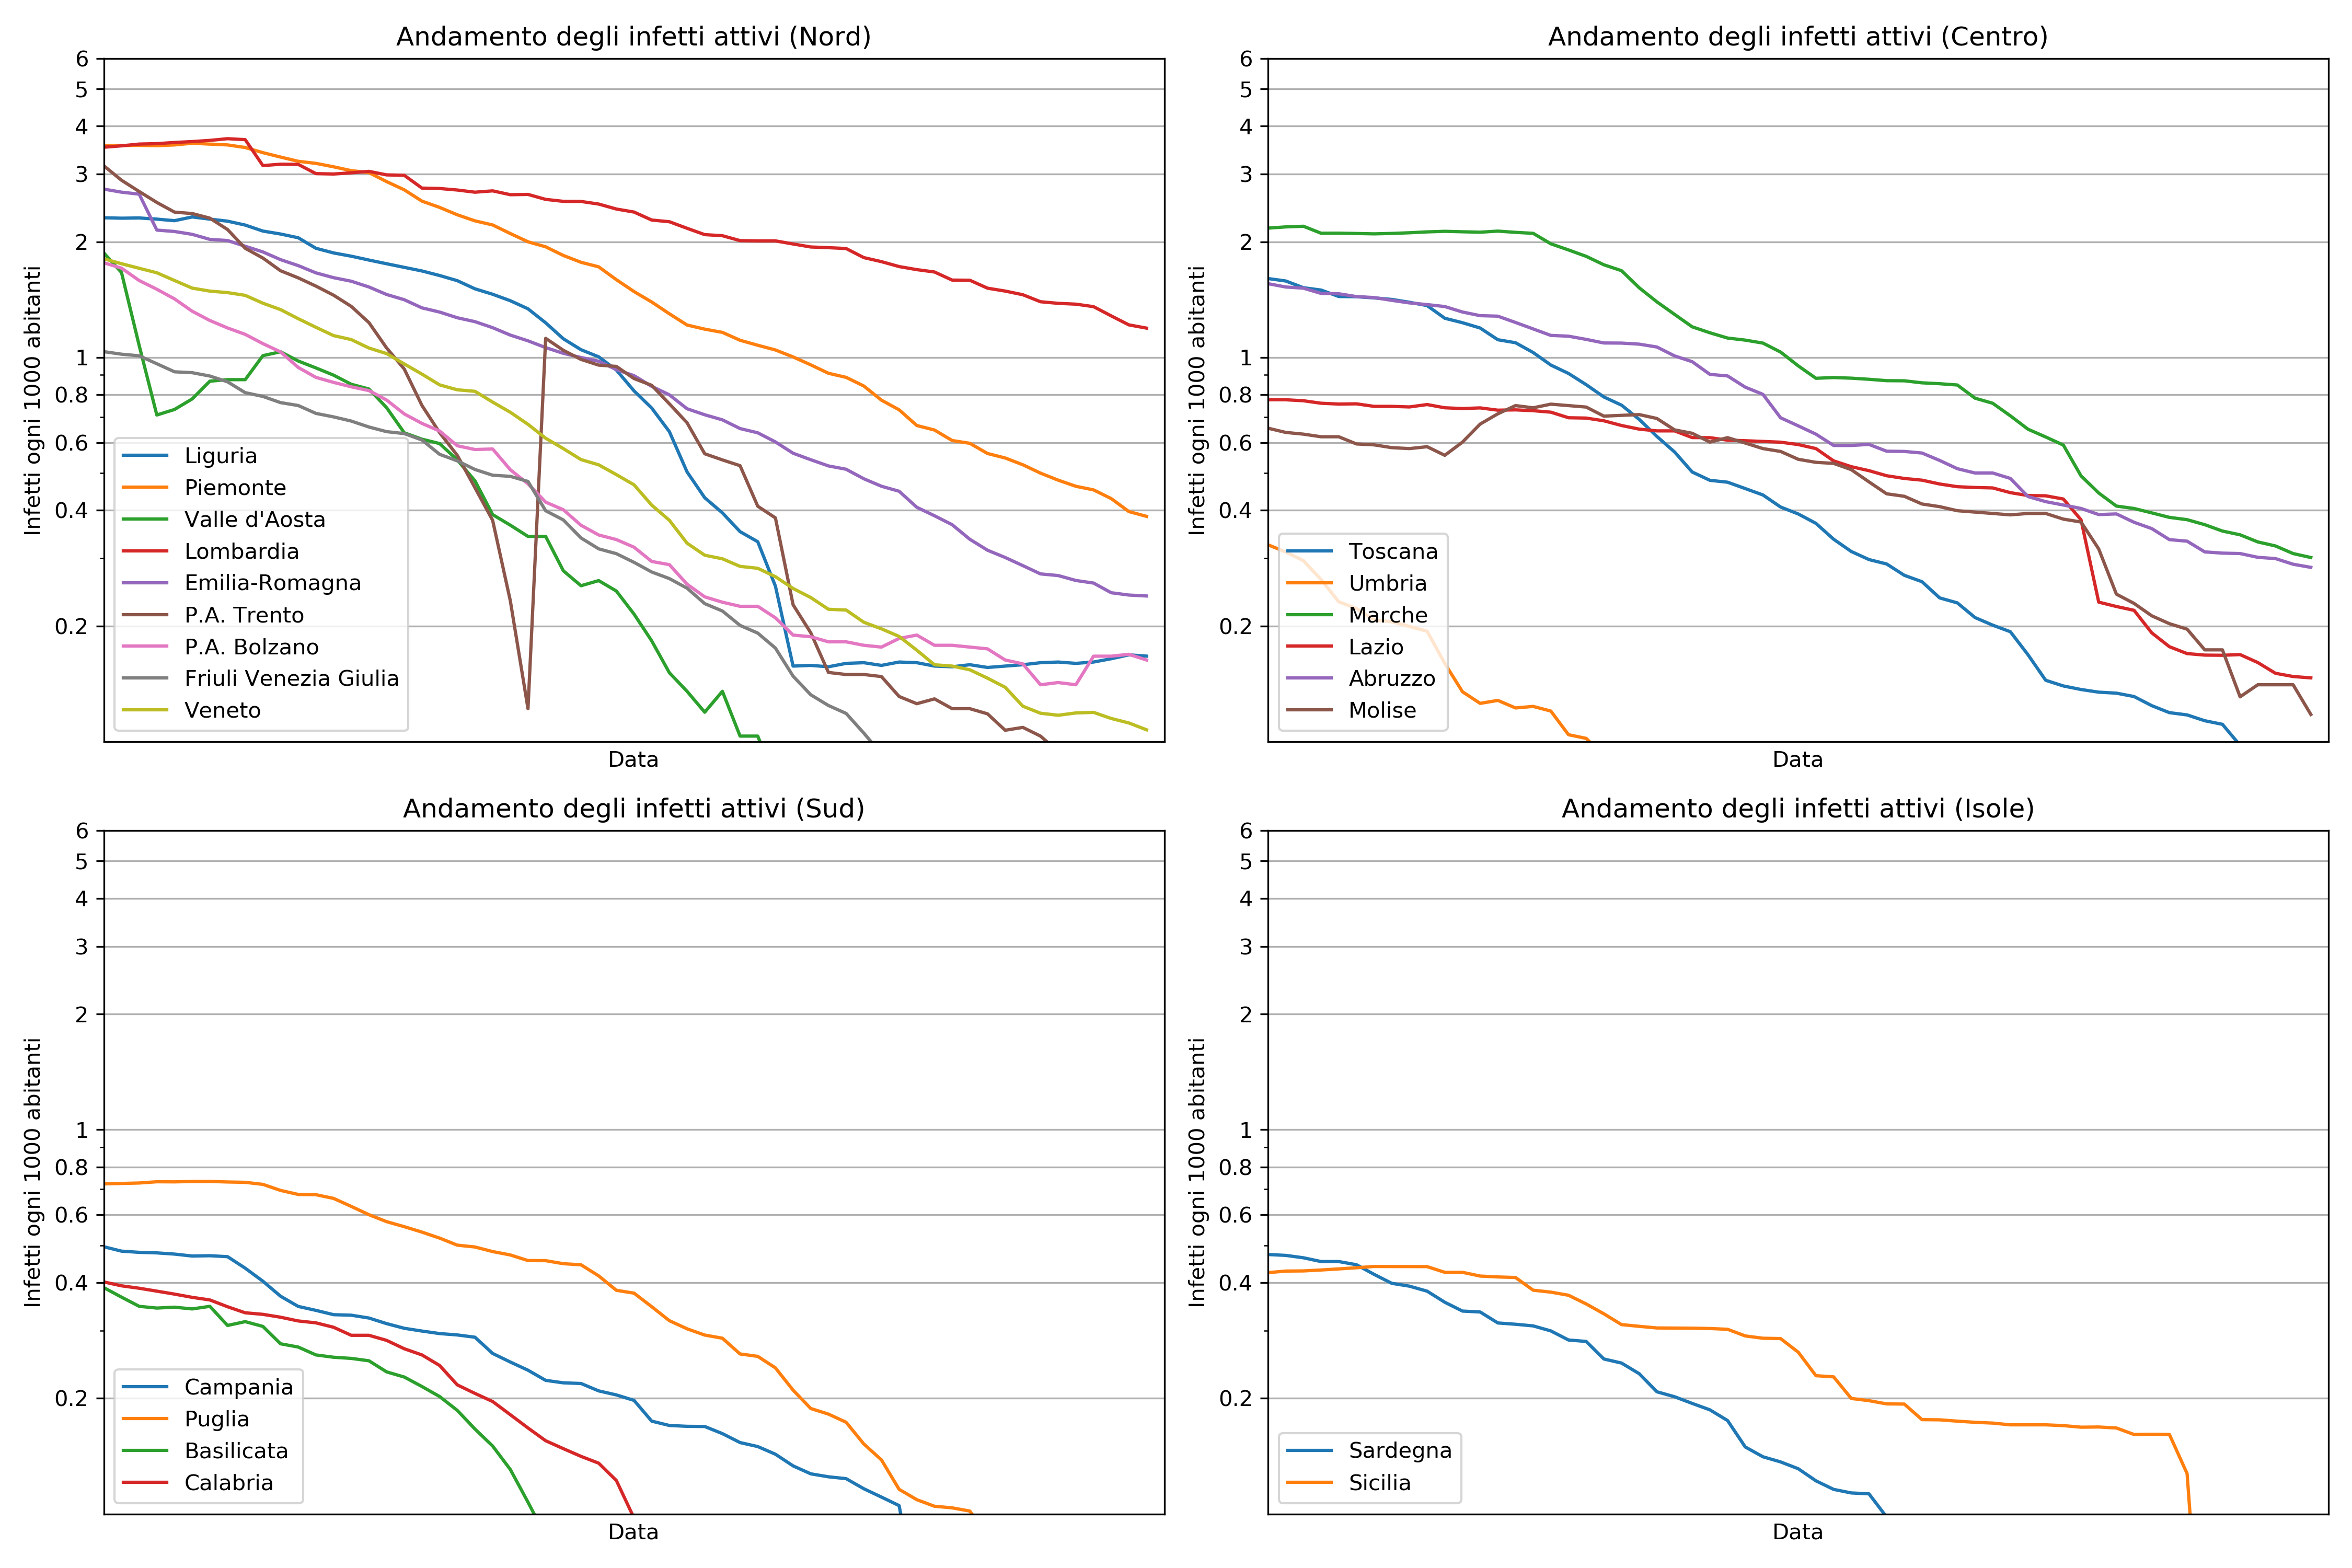 Andamento degli infetti attivi (Nord)
6
5
4
3
2
1
0.8
0.6
0.4
0.2
Infetti ogni 1000 abitanti
Liguria
Piemonte
Valle d'Aosta
Lombardia
Emilia-Romagna
P.A. Trento
P.A. Bolzano
Friuli Venezia Giulia
Veneto
Data
Andamento degli infetti attivi (Centro)
6
5
4
3
2
1
0.8
0.6
0.4
0.2
Infetti ogni 1000 abitanti
Toscana
Umbria
Marche
Lazio
Abruzzo
Molise
Data
Andamento degli infetti attivi (Sud)
6
5
4
3
2
1
0.8
0.6
0.4
0.2
Infetti ogni 1000 abitanti
Campania
Puglia
Basilicata
Calabria
Data
Andamento degli infetti attivi (Isole)
6
5
4
3
2
1
0.8
0.6
0.4
0.2
Infetti ogni 1000 abitanti
Sardegna
Sicilia
Data